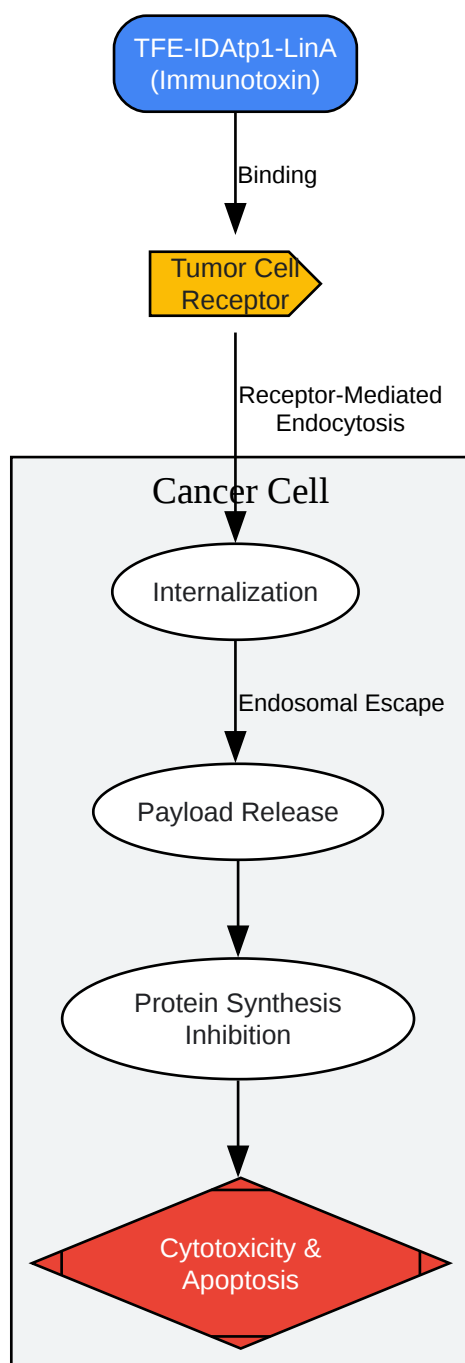 TFE-IDAtp1-LinA
(Immunotoxin)
Binding
Tumor Cell
Receptor
Receptor-Mediated
Endocytosis
Cancer Cell
Internalization
Endosomal Escape
Payload Release
Protein Synthesis
Inhibition
Cytotoxicity &
Apoptosis